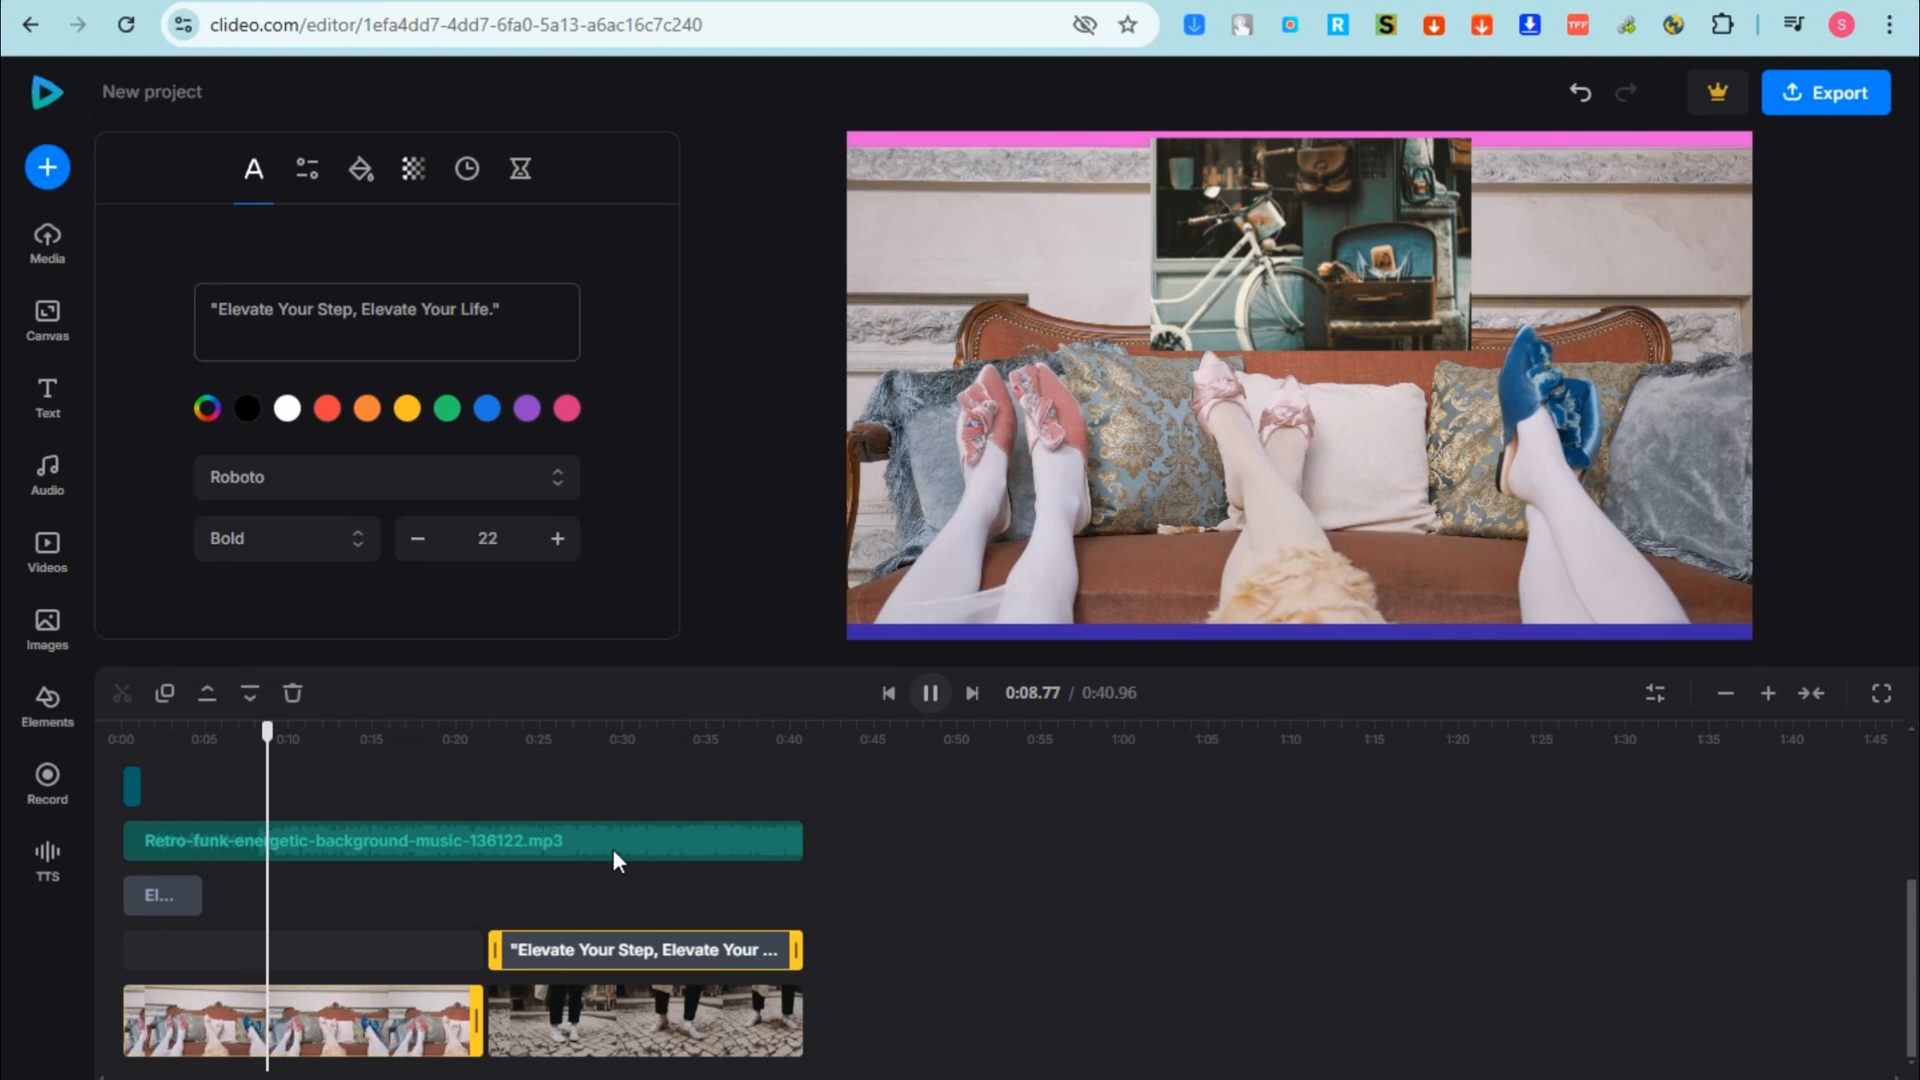 clideo.com/editor/1efa4dd7-4dd7-6fa0-5a13-a6ac16c7c240
R
S
TFF
S
New project
Export
Media
Canvas
Text
Audio
Videos
Images
Elements
Record
TTS
A
"Elevate Your Step, Elevate Your Life."
Roboto
Bold
22
0:08.77 / 0:40.96
0:00 0:05 0:10 0:15 0:20 0:25 0:30 0:35 0:40 0:45 0:50 0:55 1:00 1:05 1:10 1:15 1:20 1:25 1:30 1:35 1:40 1:45
Retro-funk-energetic-background-music-136122.mp3
El...
"Elevate Your Step, Elevate Your ...